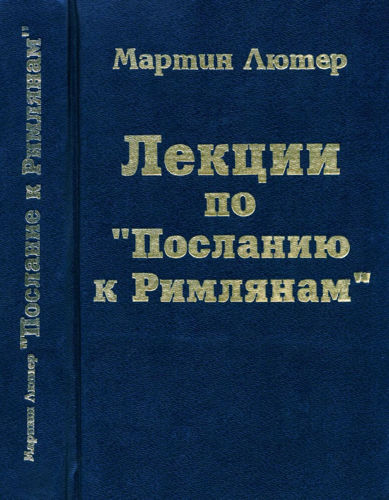 Мартин Лютер "Послание к Римлянам"
Мартин Лютер
Лекции
по
"Посланию
к Римлянам"